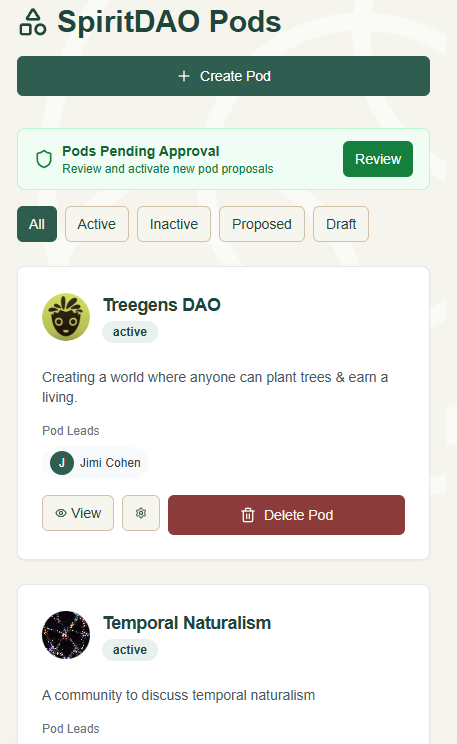 SpiritDAO Pods
+ Create Pod
Pods Pending Approval
Review and activate new pod proposals
Review
All
Active
Inactive
Proposed
Draft
Treegens DAO
active
Creating a world where anyone can plant trees & earn a
living.
Pod Leads
J Jimi Cohen
View
Delete Pod
Temporal Naturalism
active
A community to discuss temporal naturalism
Pod Leads